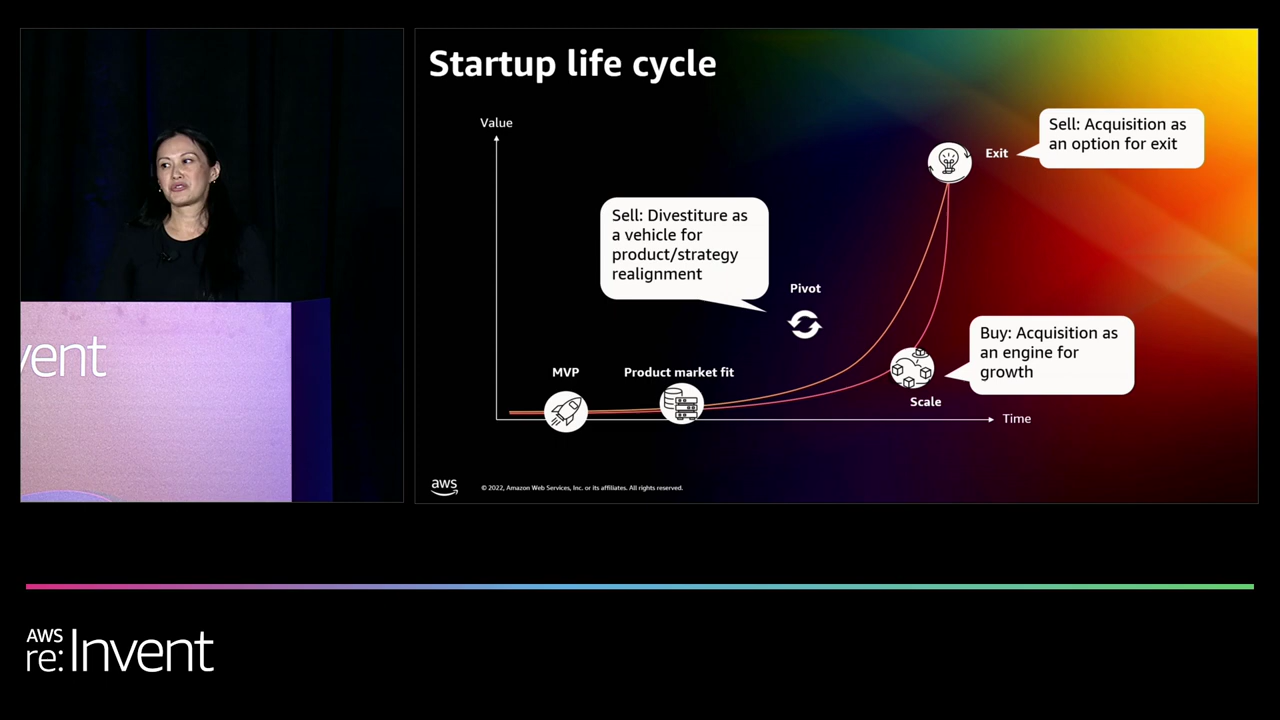 vent
Startup life cycle
Value
Sell: Acquisition as
an option for exit
Exit
Sell: Divestiture as
a vehicle for
product/strategy
realignment
Pivot
Buy: Acquisition as
an engine for
growth
MVP
Product market fit
Scale
Time
aws
© 2022, Amazon Web Services, Inc. or its affiliates. All rights reserved.
AWS
re:Invent